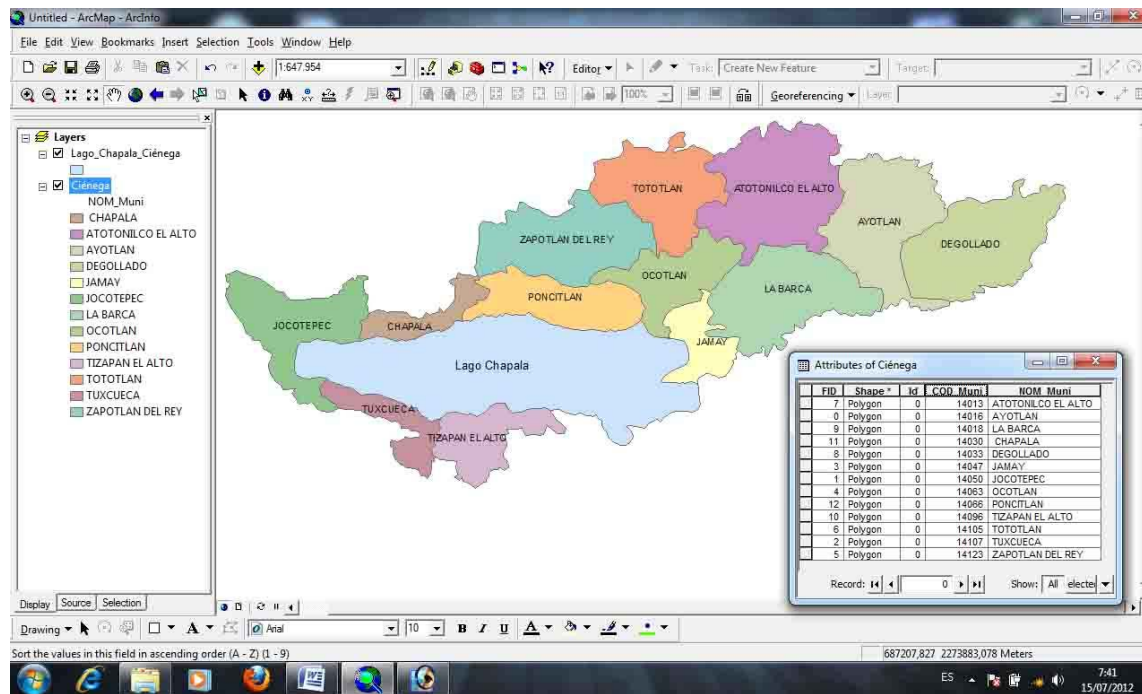 Untitled - ArcMap - ArcInfo
File Edit View Bookmarks Insert Selection Tools Window Help
1:647.954
Editor
Task: Create New Feature
Target:
100%
Georeferencing
Layer:
Layers
Lago_Chapala_Ciénega
Ciénega
NOM_Muni
CHAPALA
ATOTONILCO EL ALTO
AYOTLAN
DEGOLLADO
JAMAY
JOCOTEPEC
LA BARCA
OCOTLAN
PONCITLAN
TIZAPAN EL ALTO
TOTOTLAN
TUXCUECA
ZAPOTLAN DEL REY
TOTOTLAN
ATOTONILCO EL ALTO
AYOTLAN
DEGOLLADO
ZAPOTLAN DEL REY
OCOTLAN
LA BARCA
PONCITLAN
JOCOTEPEC
CHAPALA
JAMAY
Lago Chapala
TUXCUECA
TIZAPAN EL ALTO
Attributes of Ciénega
FID Shape * Id COD_Muni NOM_Muni
7 Polygon 0 14013 ATOTONILCO EL ALTO
0 Polygon 0 14016 AYOTLAN
9 Polygon 0 14018 LA BARCA
11 Polygon 0 14030 CHAPALA
8 Polygon 0 14033 DEGOLLADO
3 Polygon 0 14047 JAMAY
1 Polygon 0 14050 JOCOTEPEC
4 Polygon 0 14063 OCOTLAN
12 Polygon 0 14066 PONCITLAN
10 Polygon 0 14096 TIZAPAN EL ALTO
6 Polygon 0 14105 TOTOTLAN
2 Polygon 0 14107 TUXCUECA
5 Polygon 0 14123 ZAPOTLAN DEL REY
Record: 0 Show: All electe
Display Source Selection
Drawing A Arial 10 B I U A
Sort the values in this field in ascending order (A - Z) (1 - 9)
687207,827 2273883,078 Meters
ES
7:41
15/07/2012